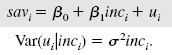 savᵢ = β₀ + β₁incᵢ + uᵢ
Var(uᵢ|incᵢ) = σ²incᵢ.